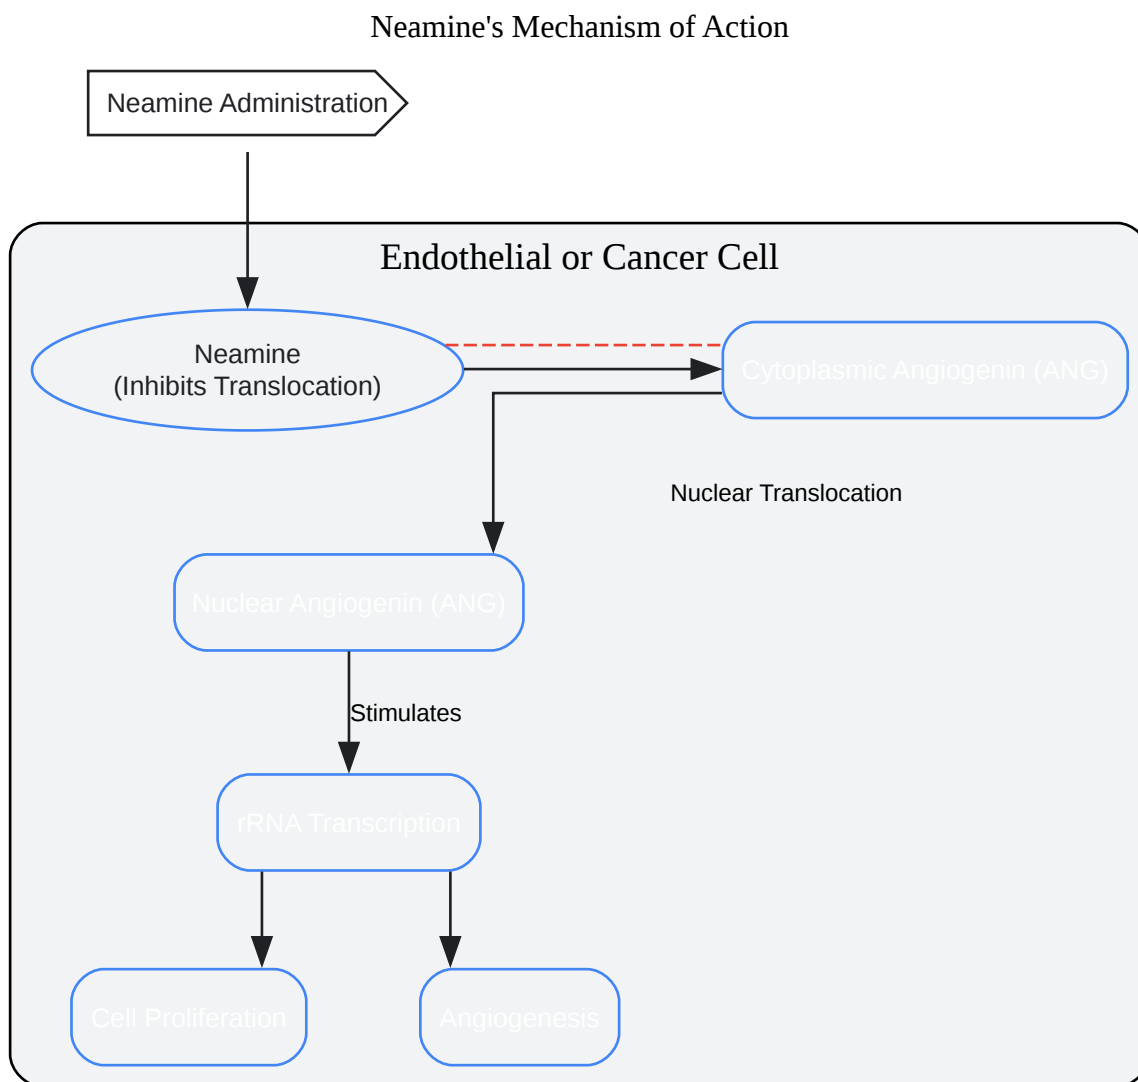 Neamine's Mechanism of Action
Neamine Administration
Endothelial or Cancer Cell
Neamine
(Inhibits Translocation)
Cytoplasmic Angiogenin (ANG)
Nuclear Translocation
Nuclear Angiogenin (ANG)
Stimulates
rRNA Transcription
Cell Proliferation
Angiogenesis